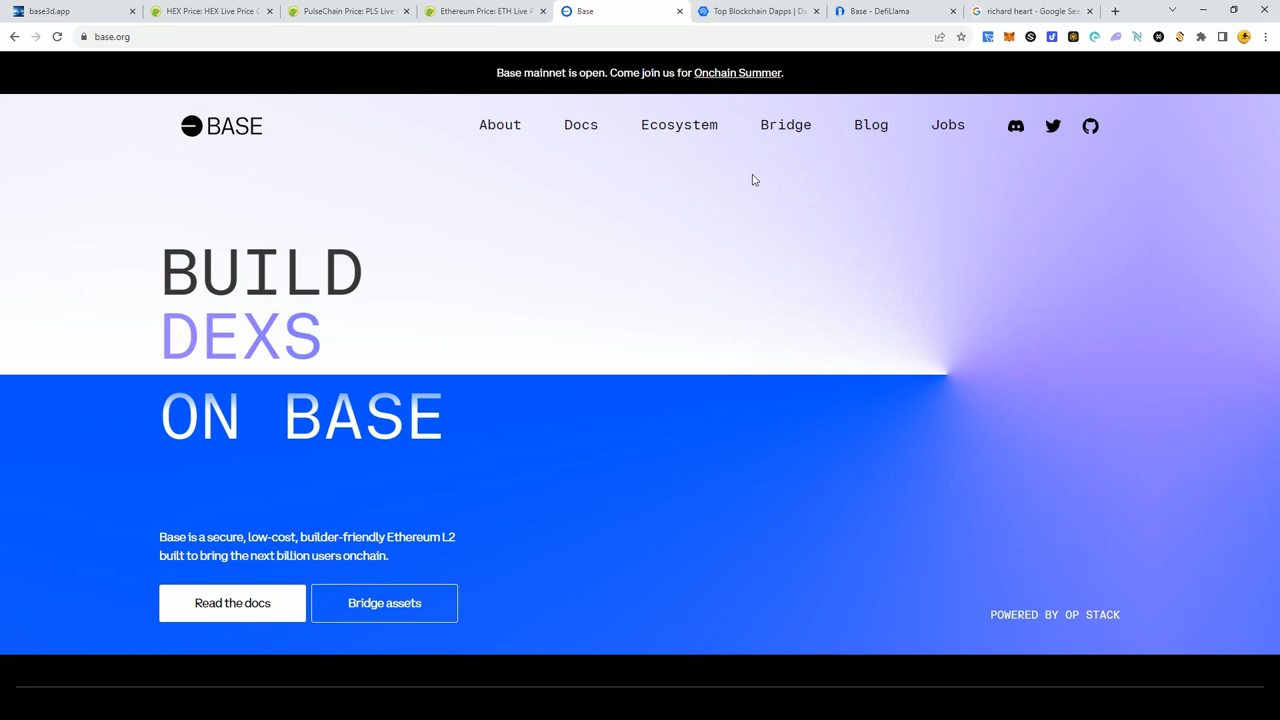 base3d.app
HEX Price: HEX Live Price C
PulseChain Price: PLS Live
Ethereum Price: ETH Live P
Base
Top Blockchain Dapps | Da
Base - DefiLlama
richard heart - Google Sea
base.org
Base mainnet is open. Come join us for Onchain Summer.
BASE
About
Docs
Ecosystem
Bridge
Blog
Jobs
BUILD
DEXS
ON BASE
Base is a secure, low-cost, builder-friendly Ethereum L2
built to bring the next billion users onchain.
Read the docs
Bridge assets
POWERED BY OP STACK